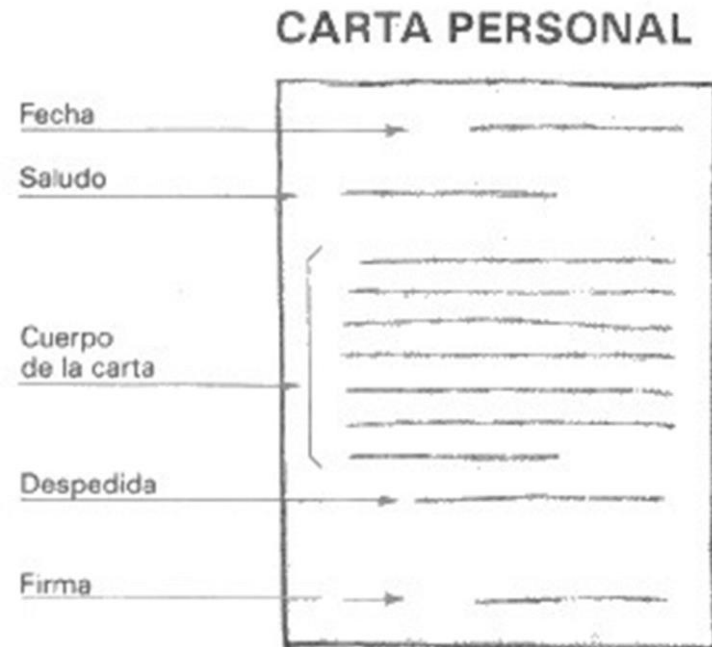 CARTA PERSONAL
Fecha
Saludo
Cuerpo
de la carta
Despedida
Firma